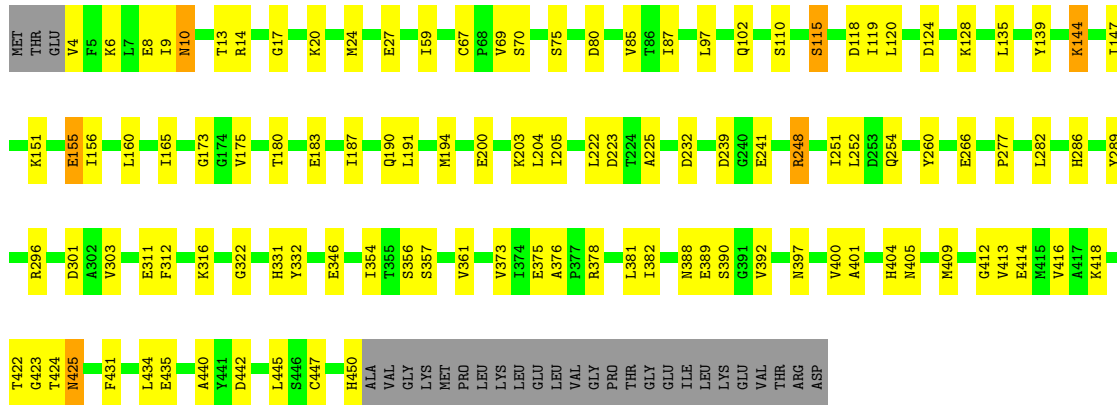 MET THR GLU V4 F5 K6 L7 E8 I9 N10 T13 R14 G17 K20 M24 E27 I59 C67 P68 V69 S70 S75 D80 V85 T86 I87 L97 Q102 S110 S115 D118 I119 L120 D124 K128 L135 Y139 K144 I147
K151 E155 I156 L160 I165 G173 G174 V175 T180 E183 I187 Q190 L191 M194 E200 K203 L204 I205 L222 D223 T224 A225 D232 D239 G240 E241 R248 I251 L252 D253 Q254 Y260 E266 P277 L282 H286 Y289
R296 D301 A302 V303 E311 F312 K316 G322 H331 Y332 E346 I354 T355 S356 S357 V361 V373 I374 E375 A376 P377 R378 L381 I382 N388 E389 S390 G391 V392 N397 V400 A401 H404 N405 M409 G412 V413 E414 M415 V416 A417 K418
T422 G423 T424 N425 F431 L434 E435 A440 Y441 D442 L445 S446 C447 H450 ALA VAL GLY LYS MET PRO LEU LYS LEU GLU LEU VAL GLY PRO THR GLY GLU ILE LEU LYS GLU VAL THR ARG ASP